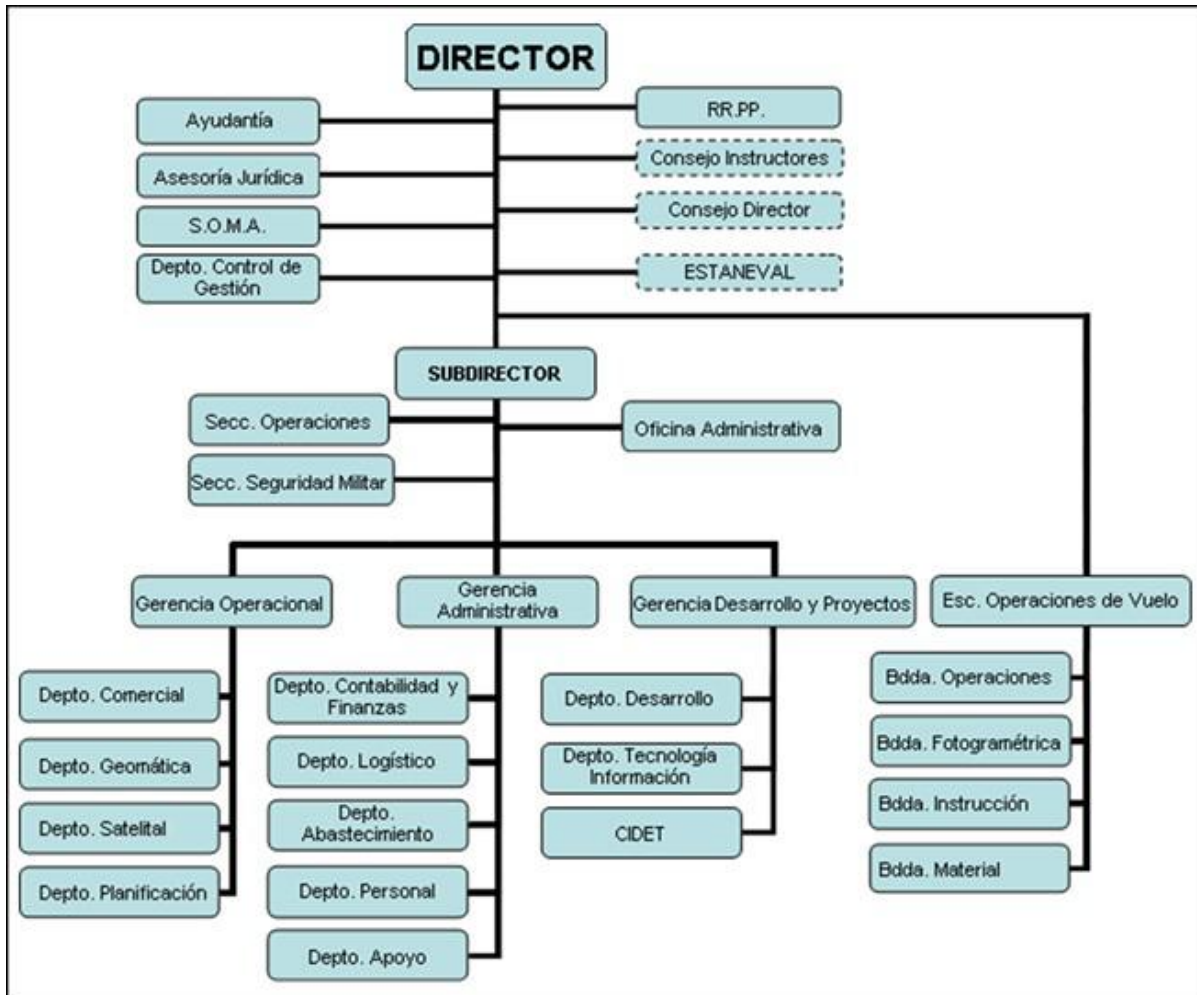 DIRECTOR
Ayudantía
RR.PP.
Consejo Instructores
Asesoría Jurídica
Consejo Director
S.O.M.A.
Depto. Control de
Gestión
ESTANEVAL
SUBDIRECTOR
Secc. Operaciones
Oficina Administrativa
Secc. Seguridad Militar
Gerencia Operacional
Gerencia
Administrativa
Gerencia Desarrollo y Proyectos
Esc. Operaciones de Vuelo
Depto. Comercial
Depto. Geomática
Depto. Satelital
Depto. Planificación
Depto. Contabilidad y
Finanzas
Depto. Logístico
Depto.
Abastecimiento
Depto. Personal
Depto. Apoyo
Depto. Desarrollo
Depto. Tecnología
Información
CIDET
Bdda. Operaciones
Bdda. Fotogramétrica
Bdda. Instrucción
Bdda. Material